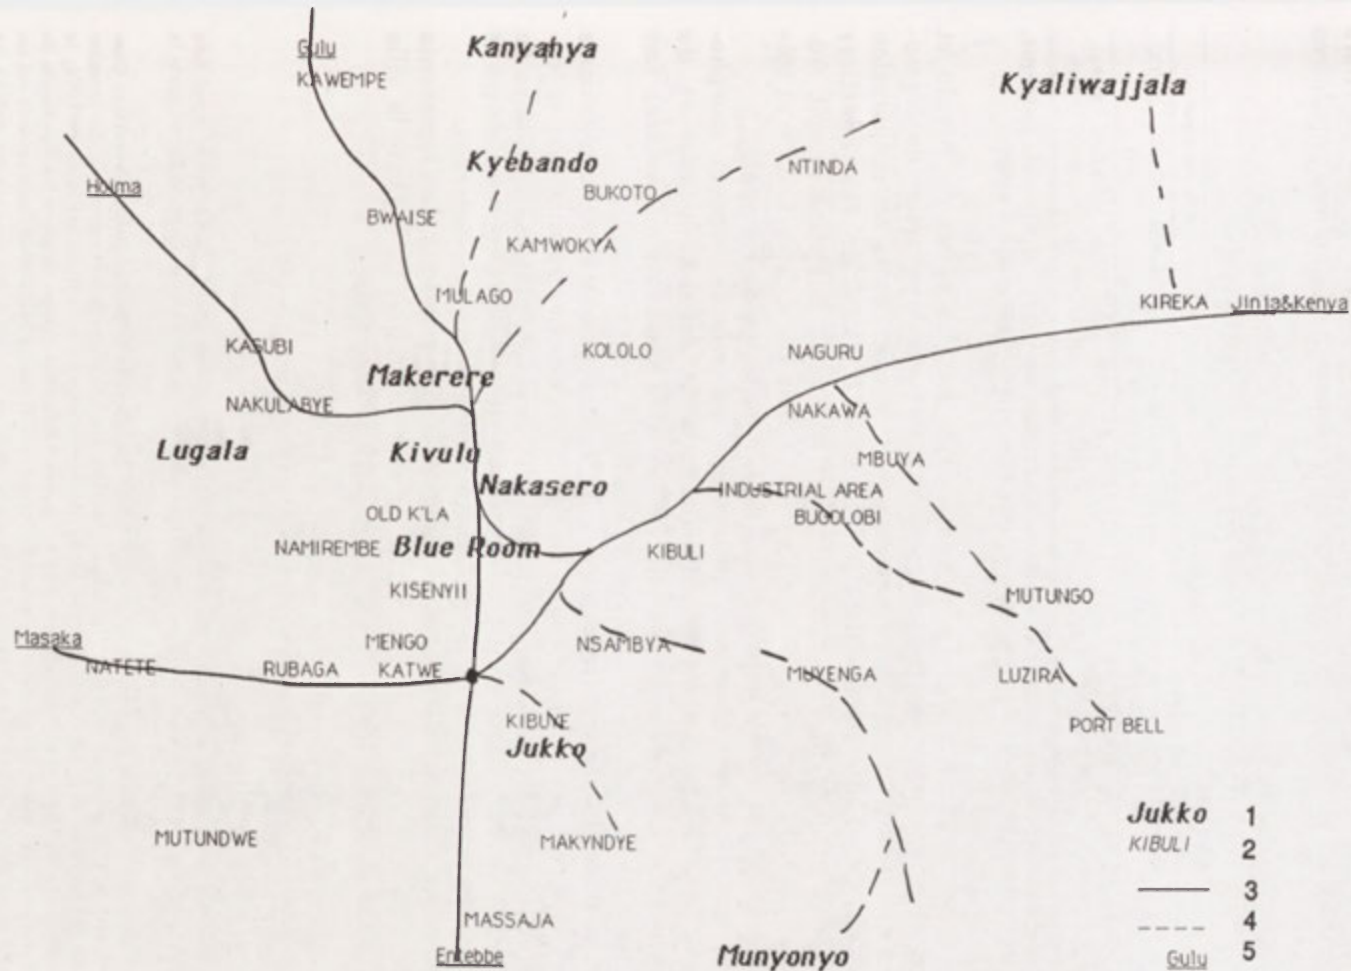 Gulu
Kanyahya
KAWEMPE
Kyaliwajjala
Kyebando
NTINDA
Hoima
BUKOTO
BWAISE
KAMWOKYA
MULAGO
KIREKA Jinja&Kenya
KASUBI
KOLOLO
NAGURU
Makerere
NAKULABYE
NAKAWA
Lugala
Kivulu
MBUYA
Nakasero
INDUSTRIAL AREA
OLD K'LA
BUGOLOBI
NAMIREMBE
Blue Room
KIBULI
KISENYII
MUTUNGO
Masaka
MENGO
NSAMBYA
NATETE
RUBAGA
KATWE
MUYENGA
LUZIRA
KIBUYE
PORT BELL
Jukko
MUTUNDWE
MAKYNDYE
MASSAJA
Entebbe
Munyonyo
Jukko 1
KIBULI 2
3
4
Gulu 5